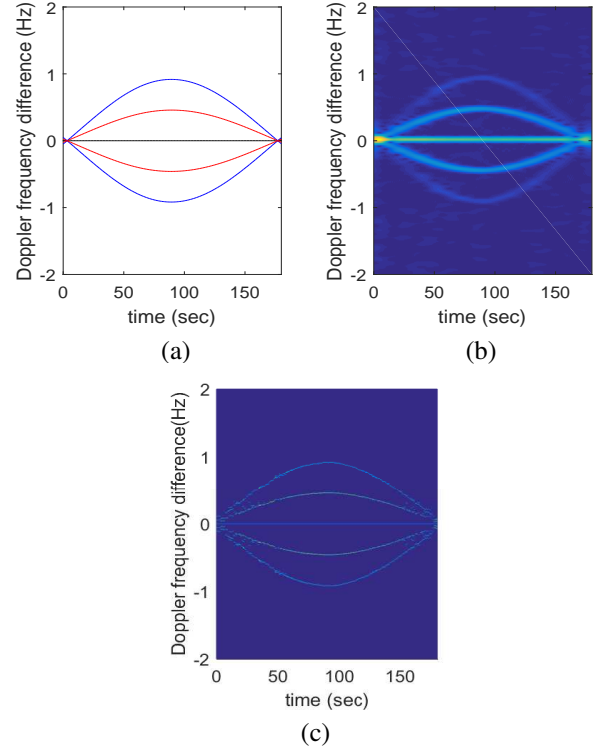 Doppler frequency difference (Hz)
2
1
0
-1
-2
0 50 100 150
time (sec)
(a)
Doppler frequency difference (Hz)
2
1
0
-1
-2
0 50 100 150
time (sec)
(b)
Doppler frequency difference(Hz)
2
1
0
-1
-2
0 50 100 150
time (sec)
(c)